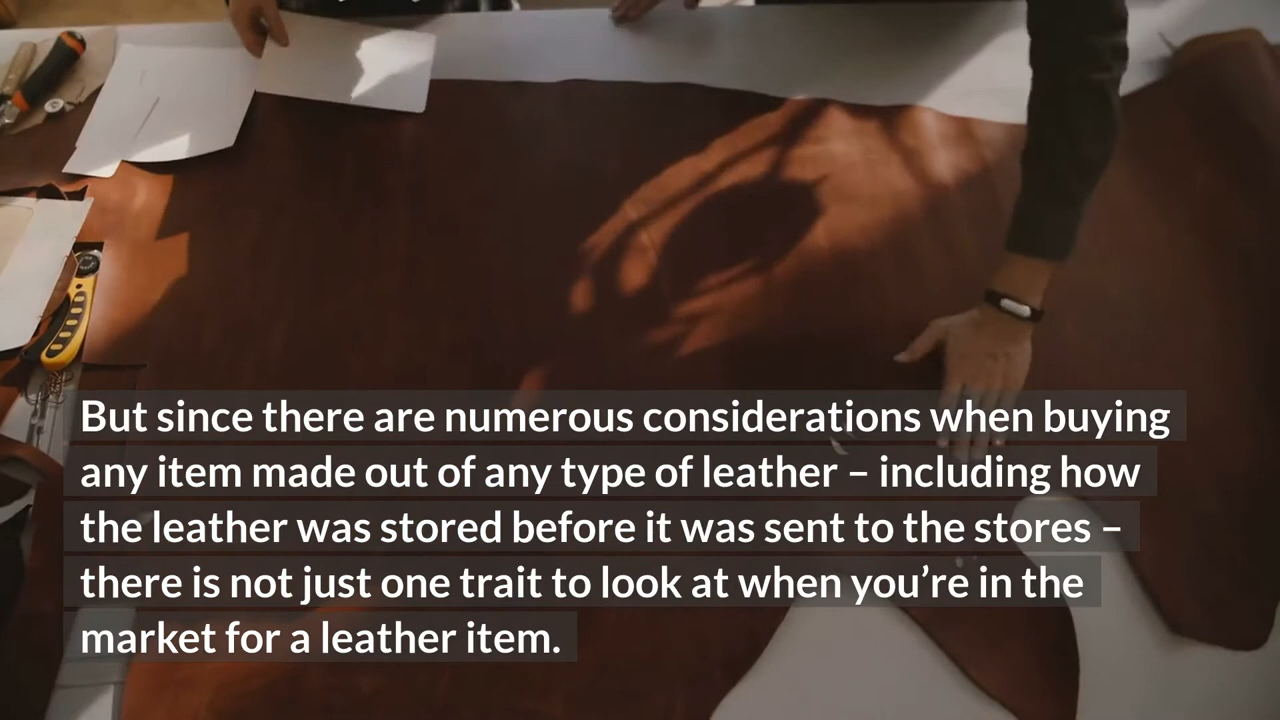 But since there are numerous considerations when buying
any item made out of any type of leather – including how
the leather was stored before it was sent to the stores –
there is not just one trait to look at when you’re in the
market for a leather item.